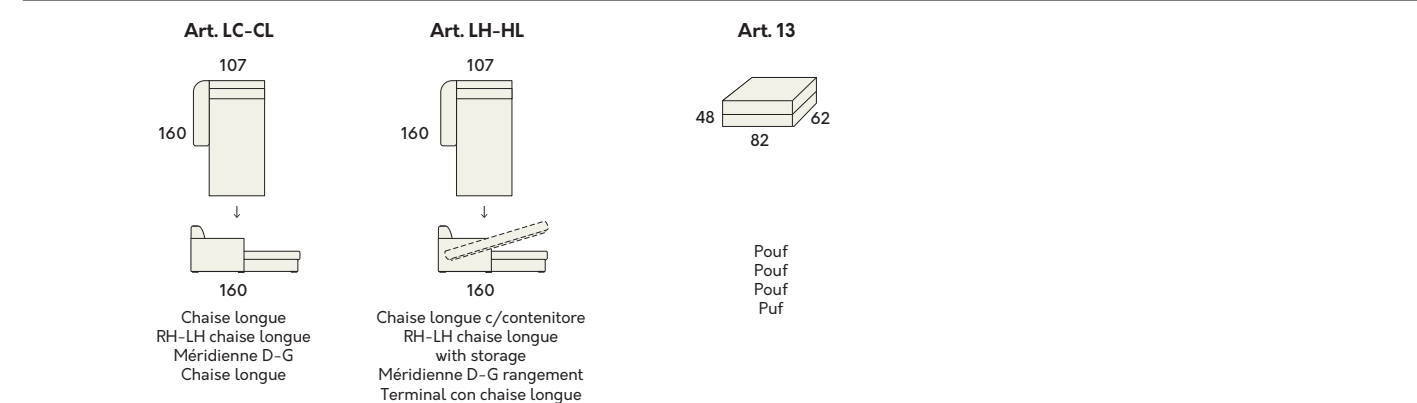 Art. LC-CL
107
160
↓
160
Chaise longue
RH-LH chaise longue
Méridienne D-G
Chaise longue
Art. LH-HL
107
160
↓
160
Chaise longue c/contenitore
RH-LH chaise longue
with storage
Méridienne D-G rangement
Terminal con chaise longue
Art. 13
48
62
82
Pouf
Pouf
Pouf
Puf